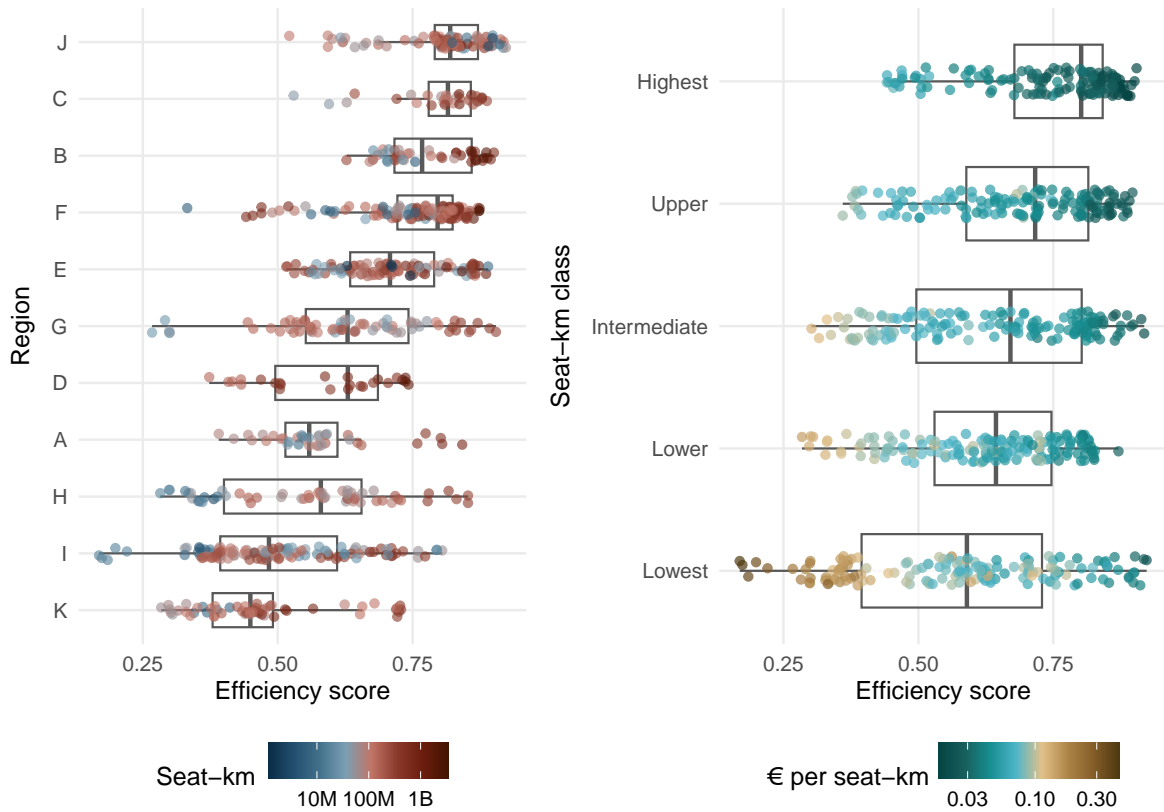 Region
J
C
B
F
E
G
D
A
H
I
K
0.25 0.50 0.75
Efficiency score
Seat−km
10M 100M 1B
Seat−km class
Highest
Upper
Intermediate
Lower
Lowest
0.25 0.50 0.75
Efficiency score
€ per seat−km
0.03 0.10 0.30